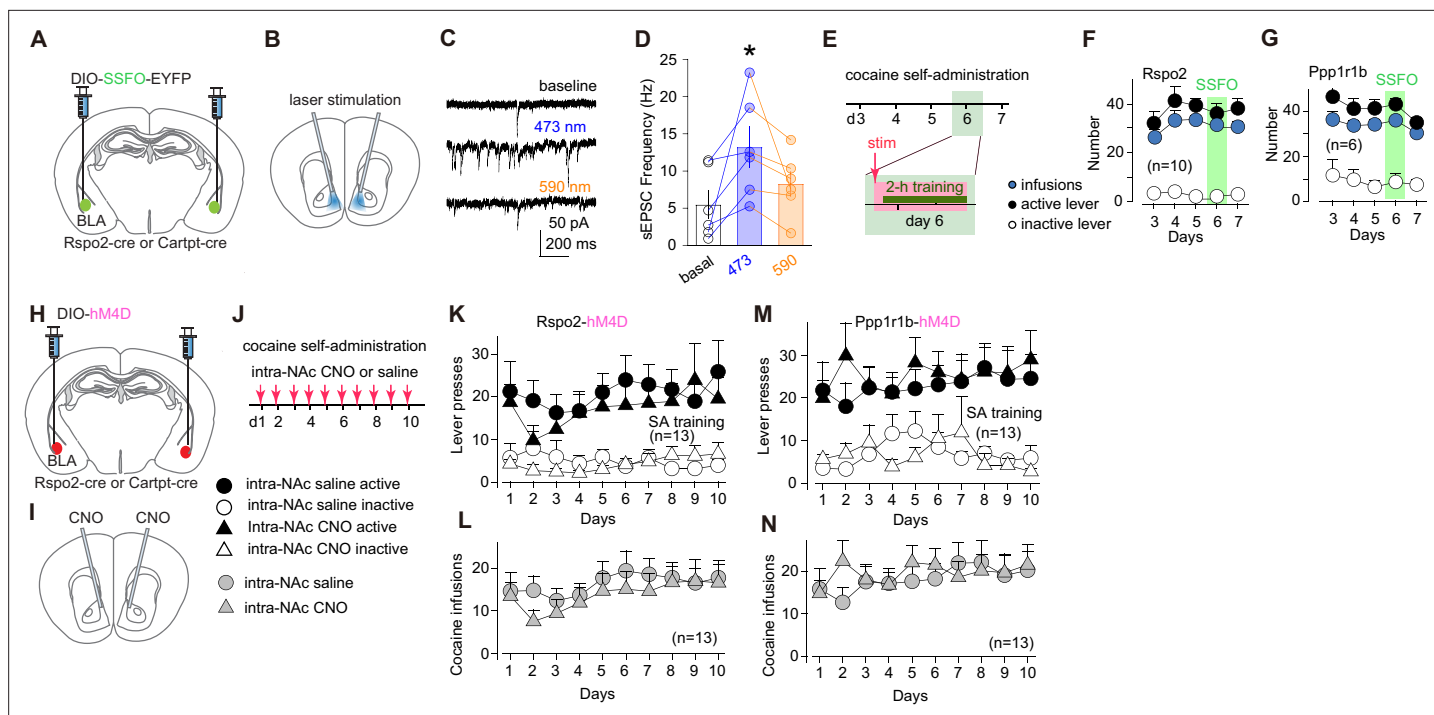 A
DIO-SSFO-EYFP
BLA
Rspo2-cre or Cartpt-cre
B
laser stimulation
C
baseline
473 nm
590 nm
50 pA
200 ms
D
*
sEPSC Frequency (Hz)
25
20
15
10
5
0
basal
473
590
E
cocaine self-administration
d3
4
5
6
7
stim
2-h training
day 6
infusions
active lever
inactive lever
F
Rspo2
SSFO
Number
40
20
0
(n=10)
3 4 5 6 7
Days
G
Ppp1r1b
SSFO
Number
40
20
0
(n=6)
3 4 5 6 7
Days
H
DIO-hM4D
BLA
Rspo2-cre or Cartpt-cre
I
CNO
CNO
J
cocaine self-administration
intra-NAc CNO or saline
d1 2 4 6 8 10
intra-NAc saline active
intra-NAc saline inactive
Intra-NAc CNO active
intra-NAc CNO inactive
intra-NAc saline
intra-NAc CNO
K
Rspo2-hM4D
Lever presses
30
20
10
0
SA training
(n=13)
1 2 3 4 5 6 7 8 9 10
Days
L
Cocaine infusions
20
10
0
(n=13)
1 2 3 4 5 6 7 8 9 10
Days
M
Ppp1r1b-hM4D
Lever presses
30
20
10
0
SA training
(n=13)
1 2 3 4 5 6 7 8 9 10
Days
N
Cocaine infusions
20
10
0
(n=13)
1 2 3 4 5 6 7 8 9 10
Days